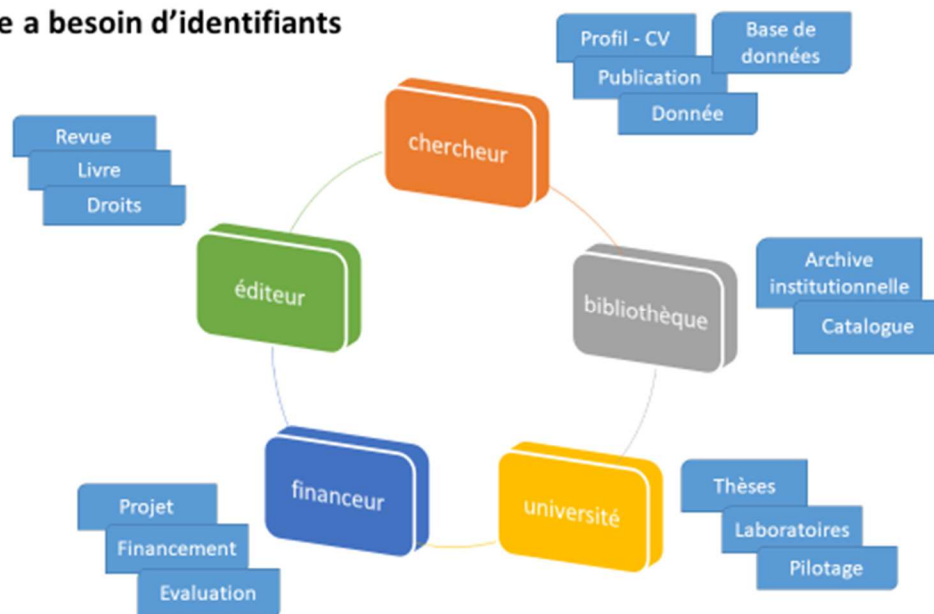 e a besoin d’identifiants
Profil - CV
Base de
données
Publication
Donnée
chercheur
Revue
Livre
Droits
éditeur
bibliothèque
Archive
institutionnelle
Catalogue
financeur
université
Projet
Financement
Evaluation
Thèses
Laboratoires
Pilotage